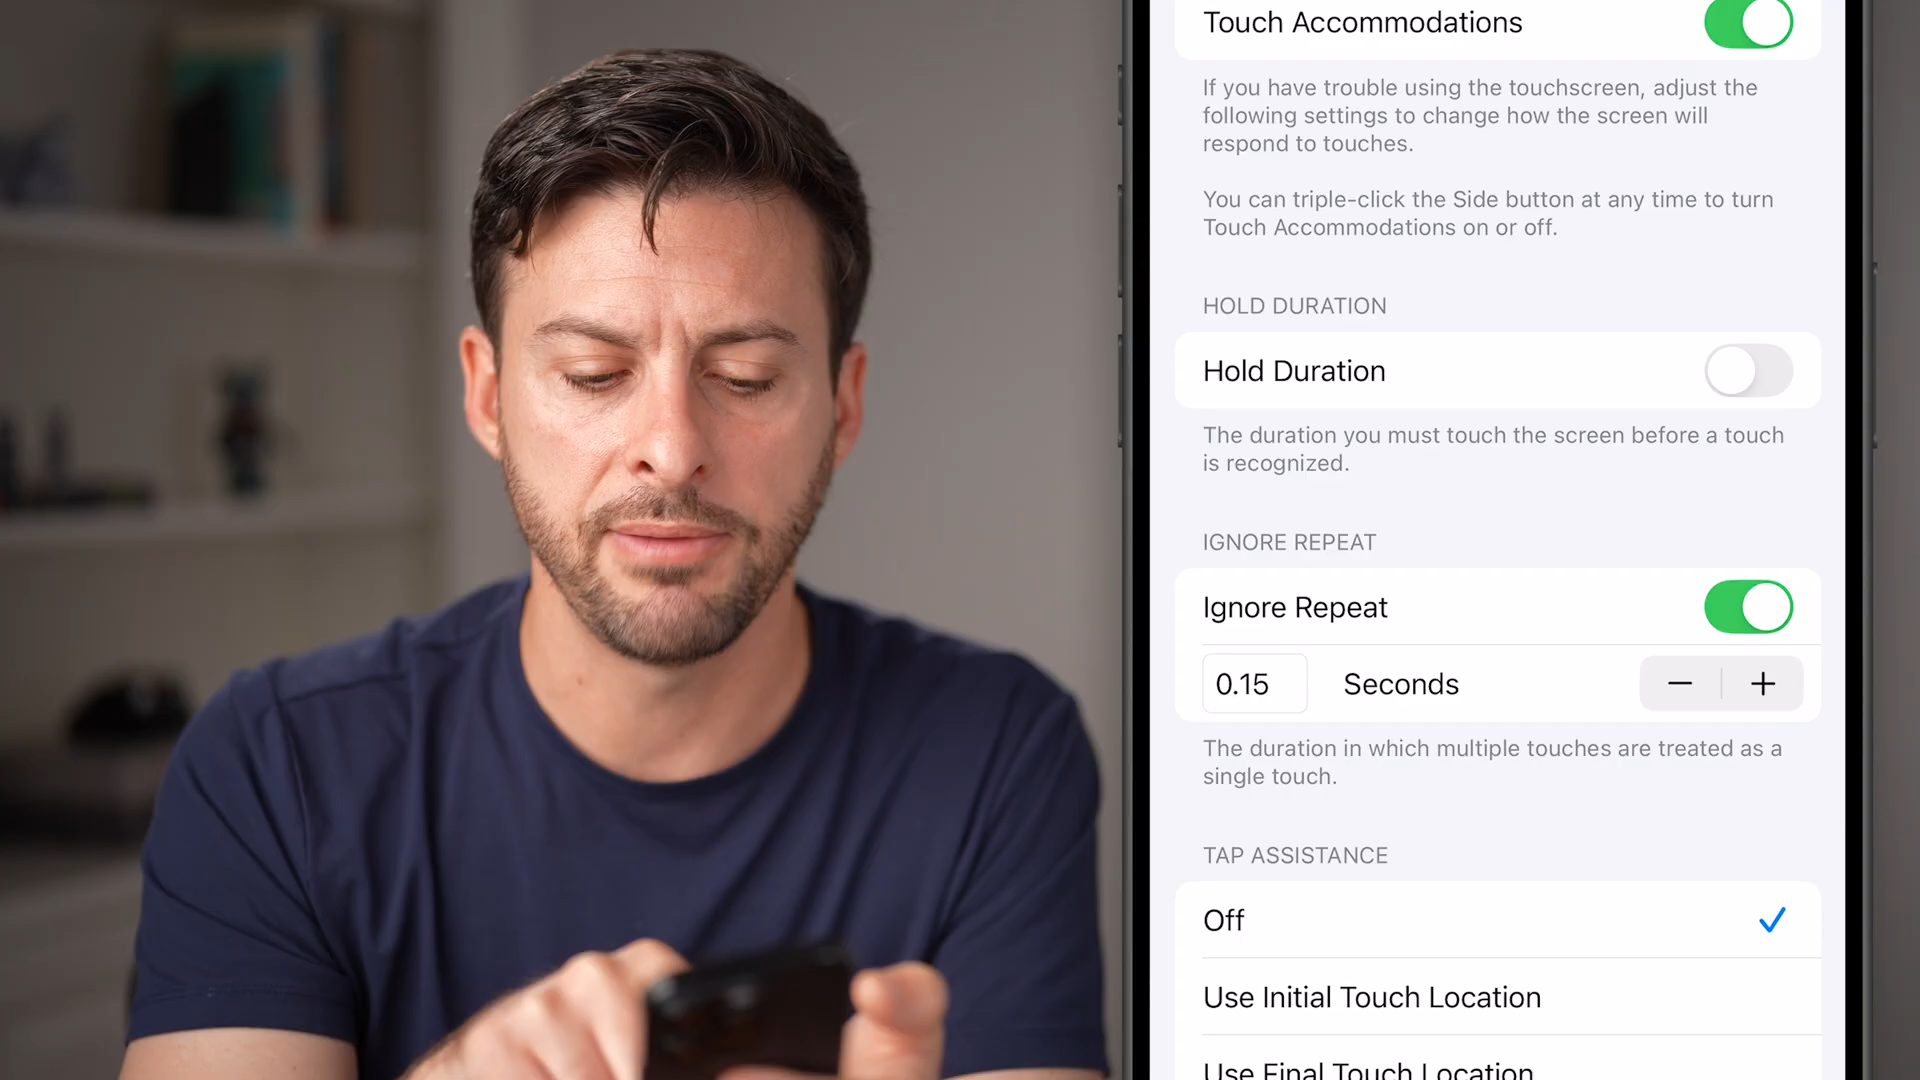 Touch Accommodations
If you have trouble using the touchscreen, adjust the
following settings to change how the screen will
respond to touches.
You can triple-click the Side button at any time to turn
Touch Accommodations on or off.
HOLD DURATION
Hold Duration
The duration you must touch the screen before a touch
is recognized.
IGNORE REPEAT
Ignore Repeat
0.15 Seconds
The duration in which multiple touches are treated as a
single touch.
TAP ASSISTANCE
Off
Use Initial Touch Location
Use Final Touch Location